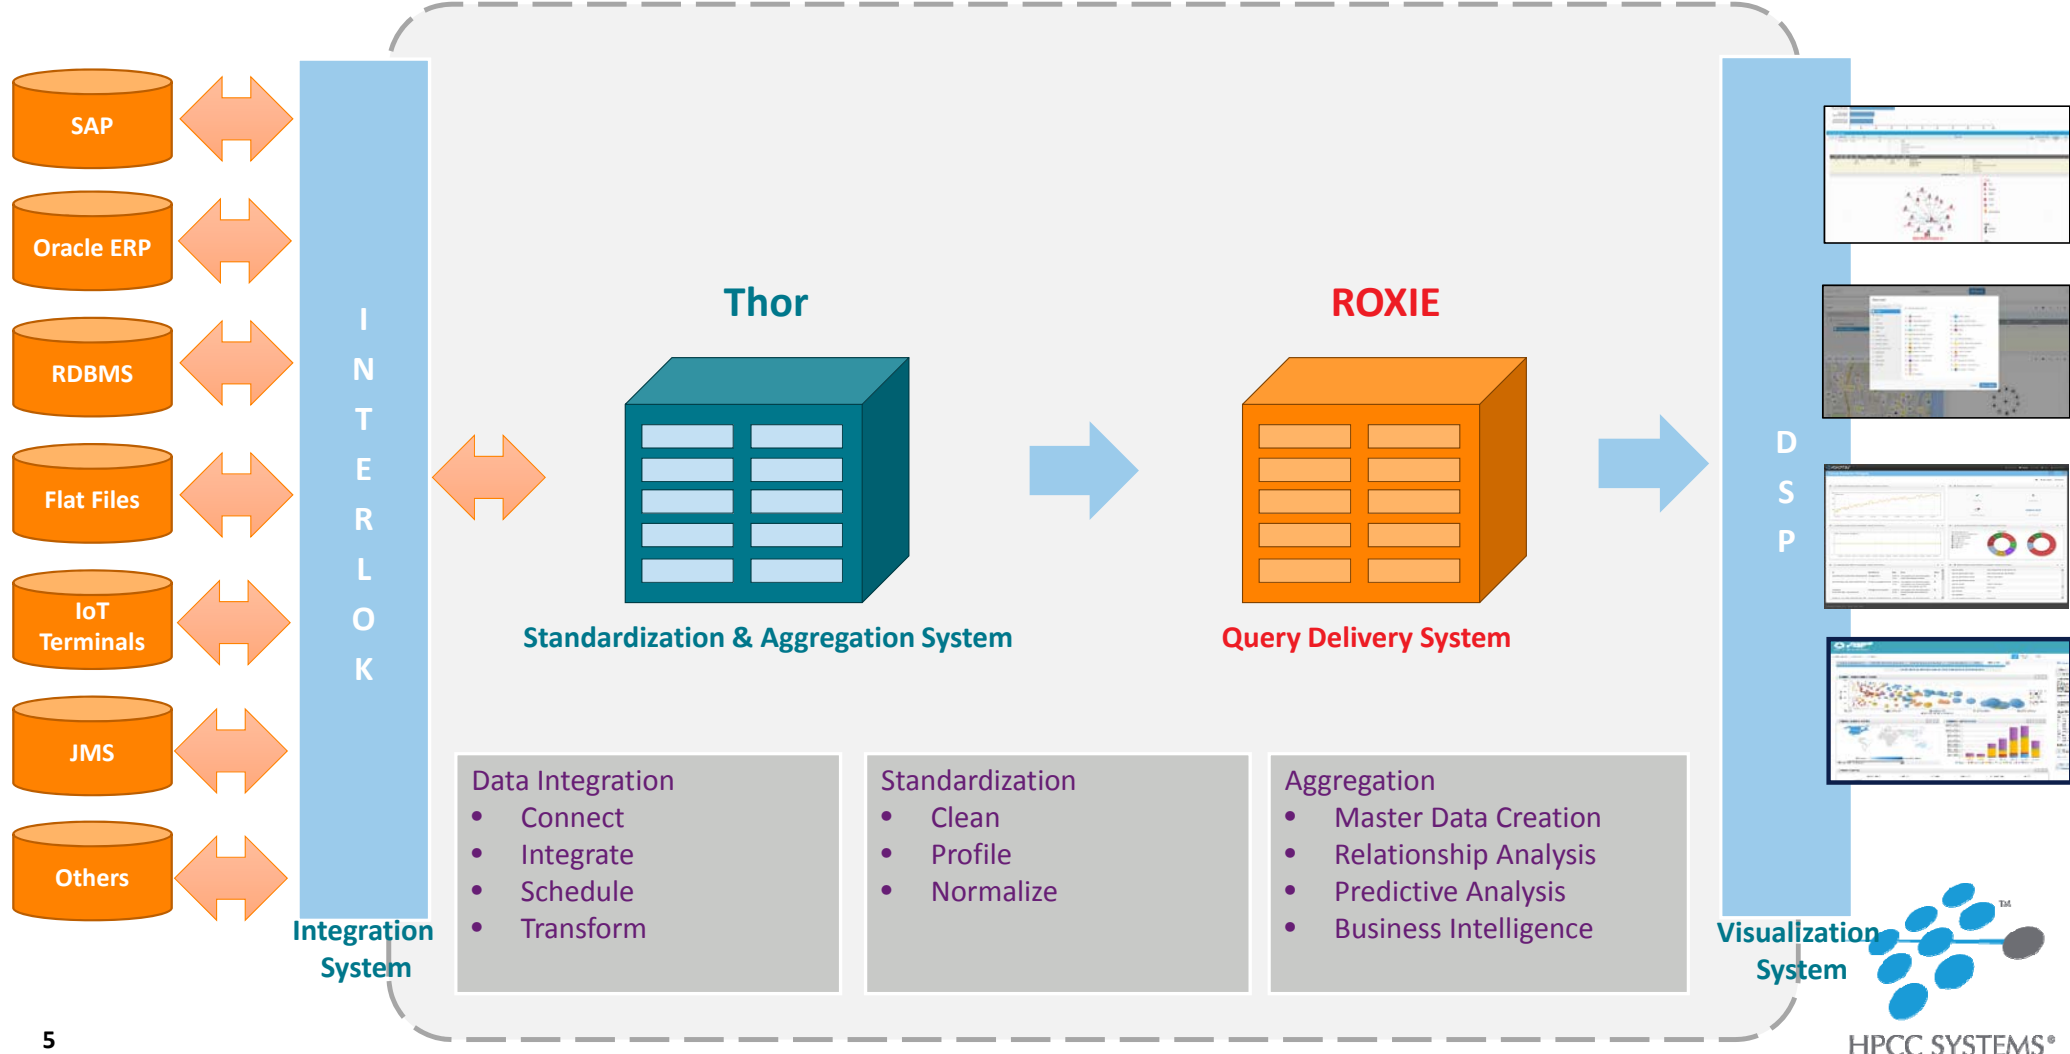 SAP
Oracle ERP
RDBMS
Flat Files
IoT
Terminals
JMS
Others
I
N
T
E
R
L
O
K
Integration
System
Thor
Standardization & Aggregation System
ROXIE
Query Delivery System
Data Integration
• Connect
• Integrate
• Schedule
• Transform
Standardization
• Clean
• Profile
• Normalize
Aggregation
• Master Data Creation
• Relationship Analysis
• Predictive Analysis
• Business Intelligence
D
S
P
Visualization
System
TM
HPCC SYSTEMS®
5